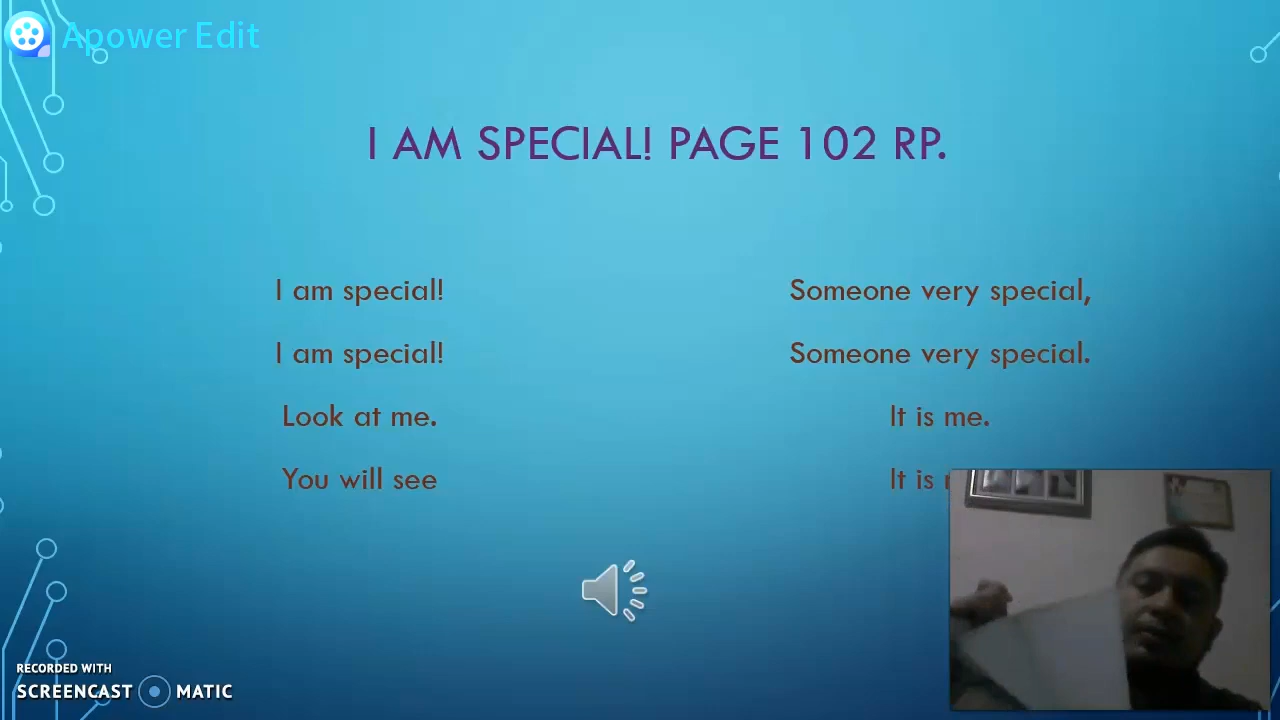 Apower Edit
I AM SPECIAL! PAGE 102 RP.
I am special!
I am special!
Look at me.
You will see
Someone very special,
Someone very special.
It is me.
It is
RECORDED WITH
SCREENCAST MATIC